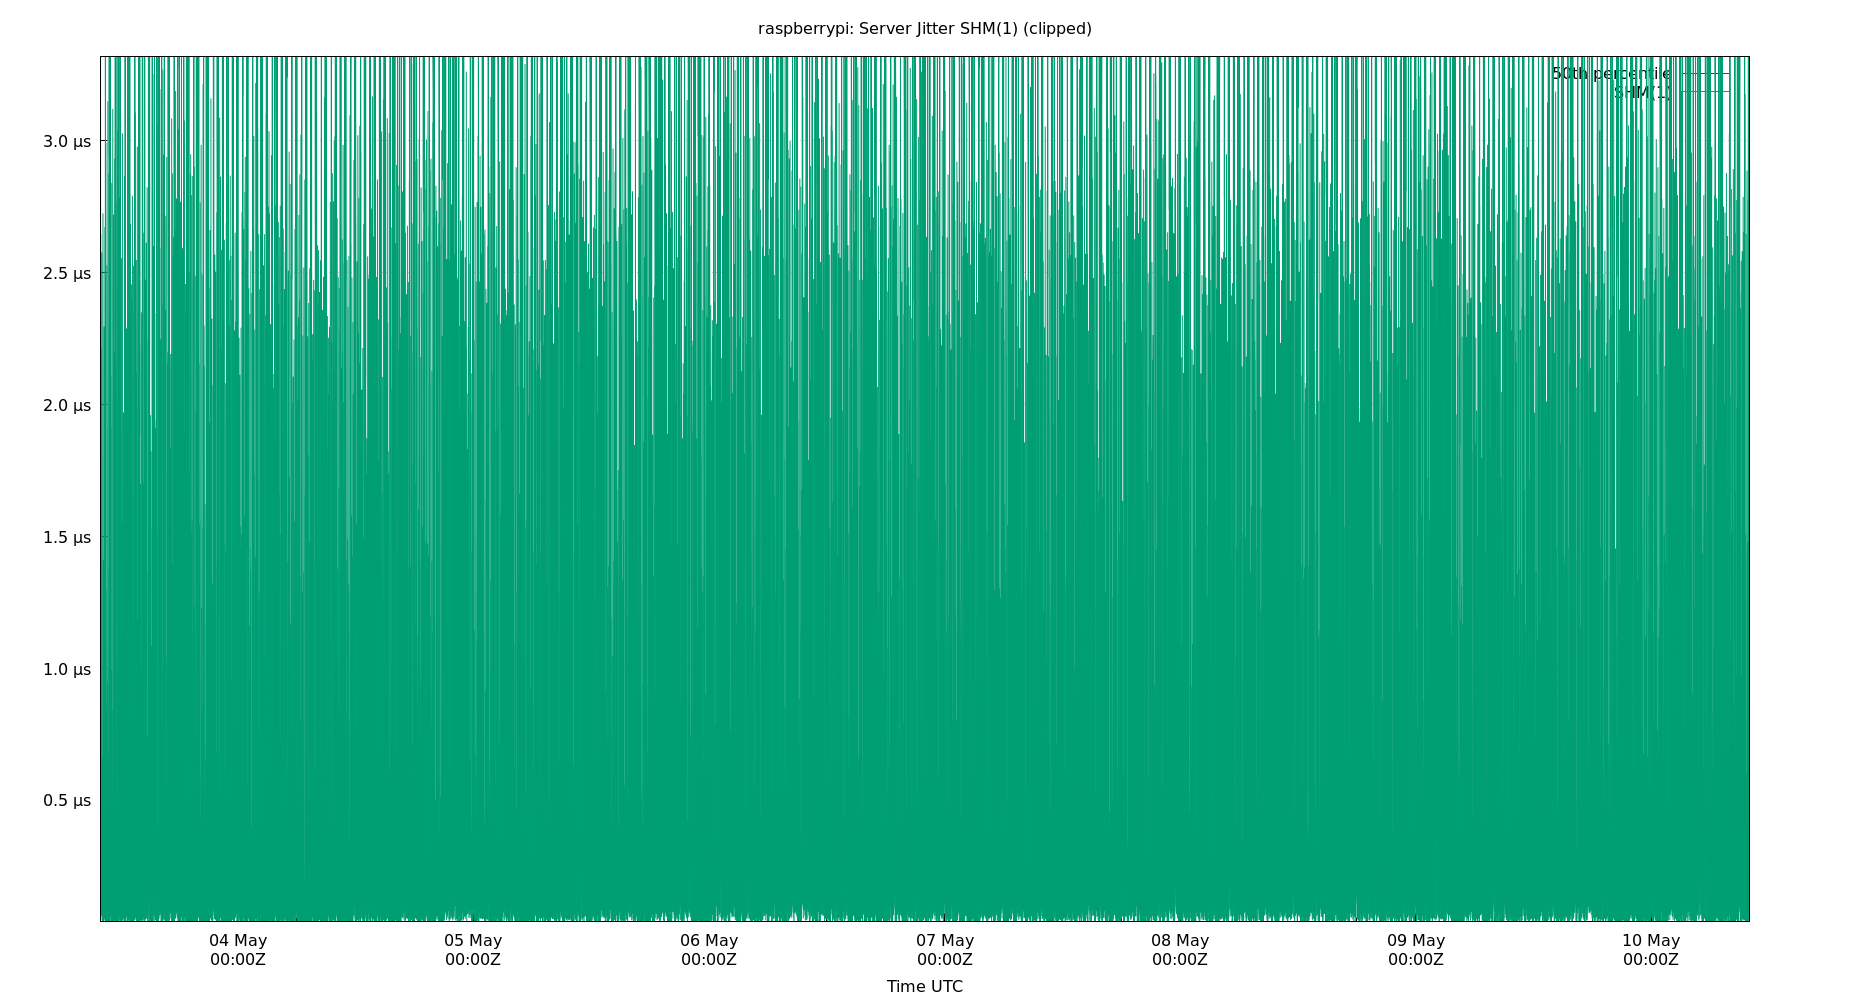 raspberrypi: Server Jitter SHM(1) (clipped)
50th percentile
SHM(1)
3.0 µs
2.5 µs
2.0 µs
1.5 µs
1.0 µs
0.5 µs
04 May 05 May 06 May 07 May 08 May 09 May 10 May
00:00Z 00:00Z 00:00Z 00:00Z 00:00Z 00:00Z 00:00Z
Time UTC